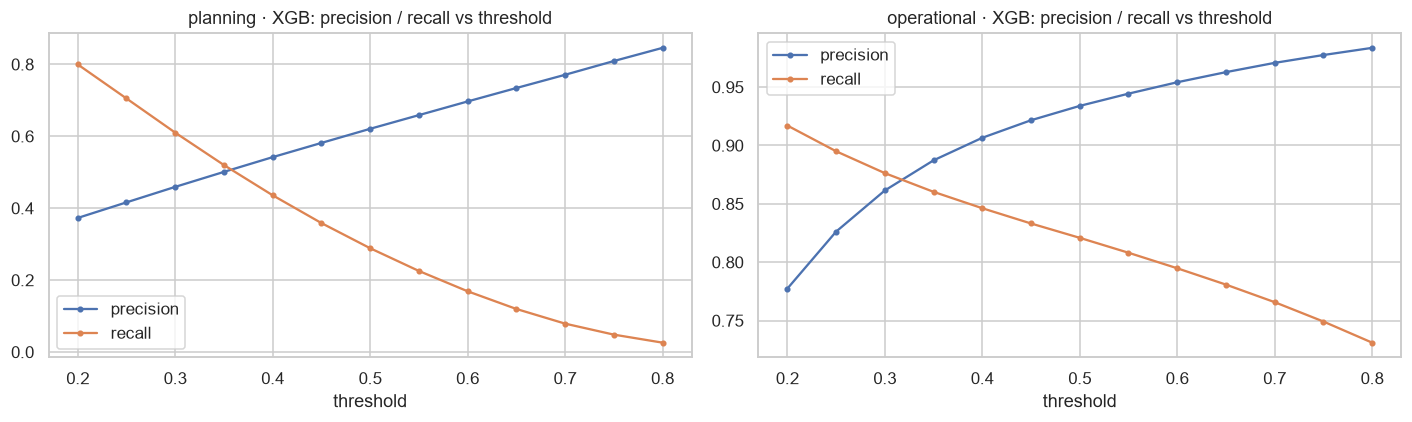 planning · XGB: precision / recall vs threshold
0.8
0.6
0.4
0.2
0.0
precision
recall
0.2 0.3 0.4 0.5 0.6 0.7 0.8
threshold
operational · XGB: precision / recall vs threshold
precision
recall
0.95
0.90
0.85
0.80
0.75
0.2 0.3 0.4 0.5 0.6 0.7 0.8
threshold